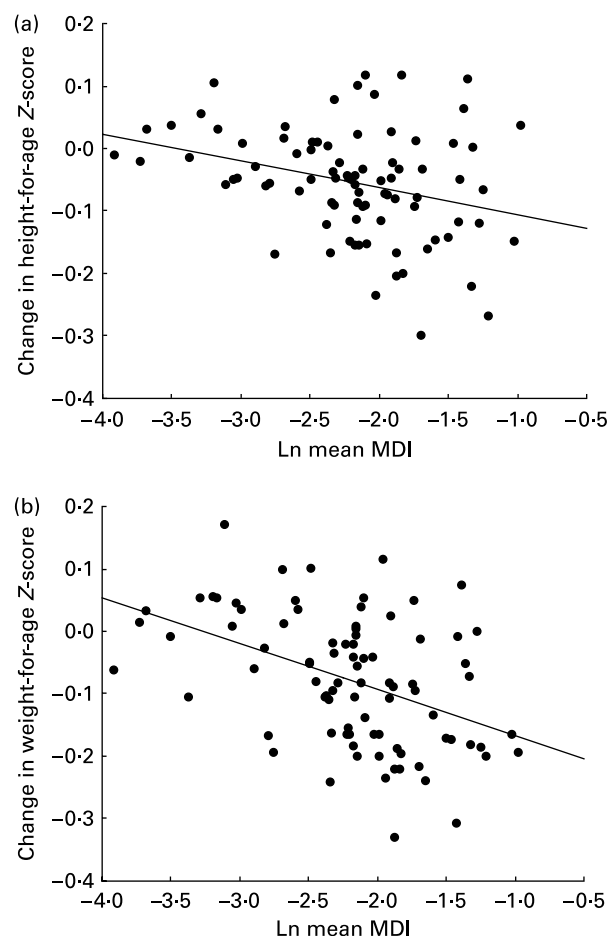 (a)
0·2
0·1
0·0
−0·1
−0·2
−0·3
−0·4
Change in height-for-age Z-score
−4·0 −3·5 −3·0 −2·5 −2·0 −1·5 −1·0 −0·5
Ln mean MDI
(b)
0·2
0·1
0·0
−0·1
−0·2
−0·3
−0·4
Change in weight-for-age Z-score
−4·0 −3·5 −3·0 −2·5 −2·0 −1·5 −1·0 −0·5
Ln mean MDI